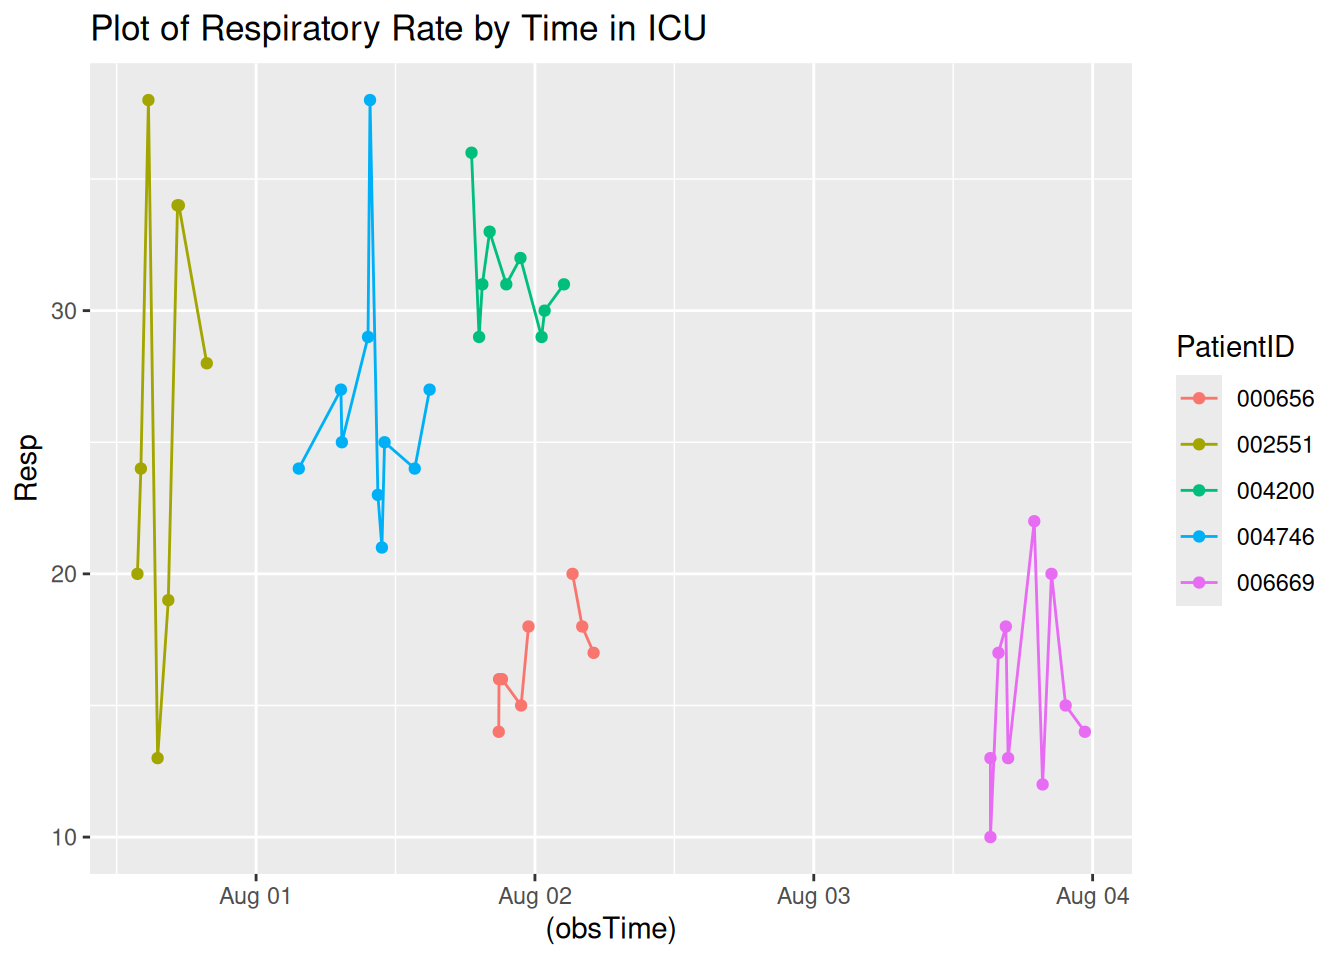 Plot of Respiratory Rate by Time in ICU
Resp
30
20
10
Aug 01
Aug 02
Aug 03
Aug 04
(obsTime)
PatientID
000656
002551
004200
004746
006669